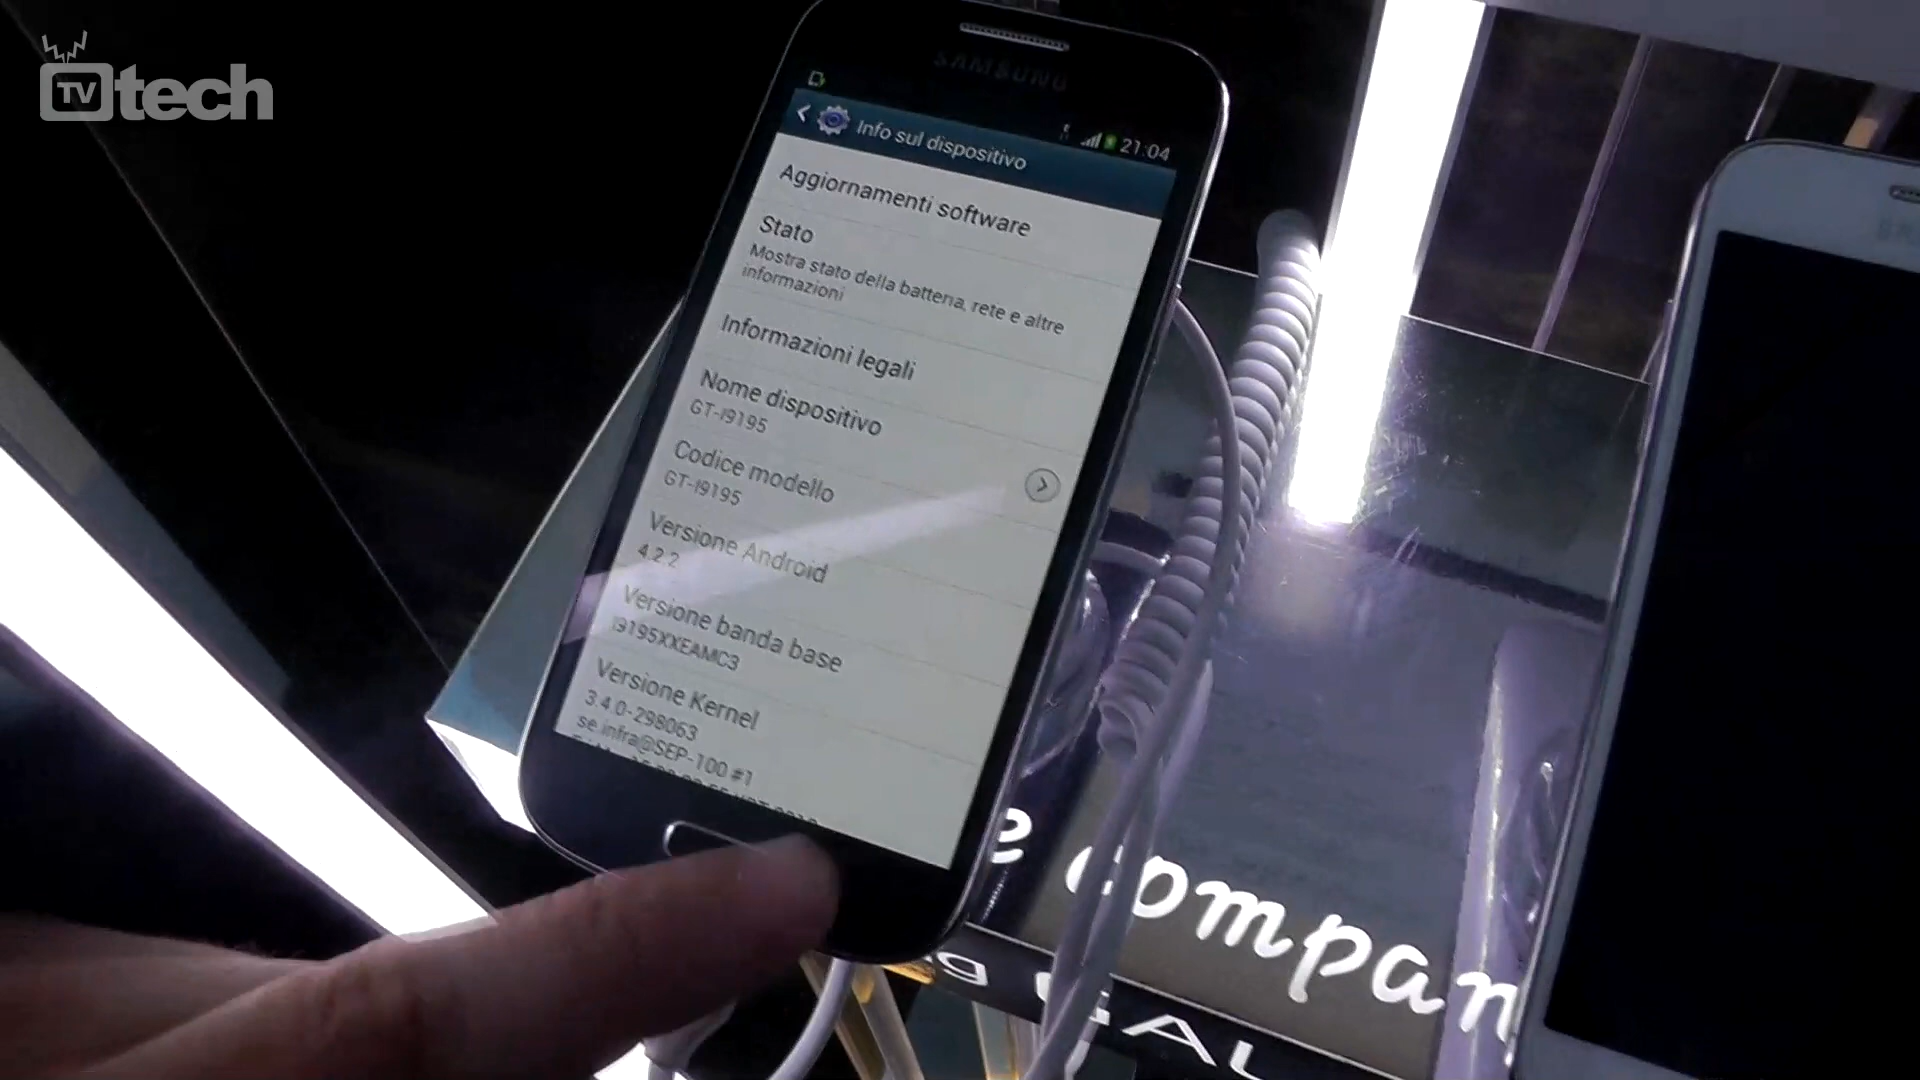 TV tech
SAMSUNG
21:04
Info sul dispositivo
Aggiornamenti software
Stato
Mostra stato della batteria, rete e altre
informazioni
Informazioni legali
Nome dispositivo
GT-I9195
Codice modello
GT-I9195
Versione Android
4.2.2
Versione banda base
I9195XXEAMC3
Versione Kernel
3.4.0-298063
se.infra@SEP-100 #1
e compan
g GAL